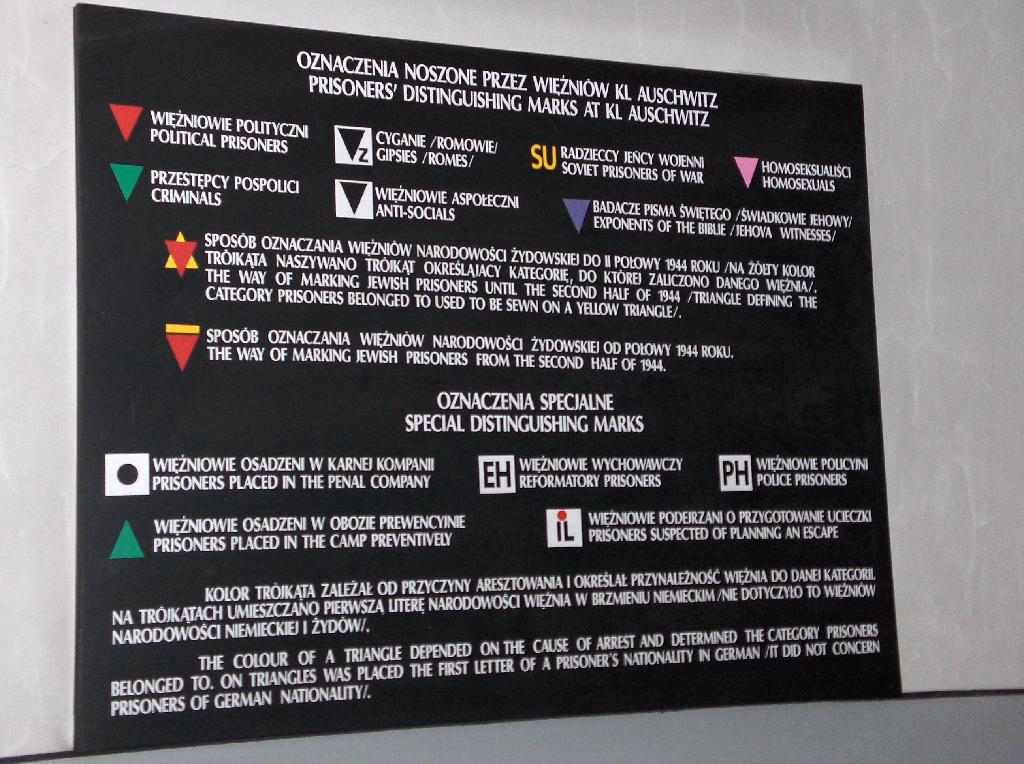 OZNACZENIA NOSZONE PRZEZ WIĘŹNIÓW KL AUSCHWITZ
PRISONERS' DISTINGUISHING MARKS AT KL AUSCHWITZ
WIĘŹNIOWIE POLITYCZNI
POLITICAL PRISONERS
Z
CYGANIE /ROMOWIE/
GIPSIES /ROMES/
SU
RADZIECCY JEŃCY WOJENNI
SOVIET PRISONERS OF WAR
HOMOSEKSUALIŚCI
HOMOSEXUALS
PRZESTĘPCY POSPOLICI
CRIMINALS
WIĘŹNIOWIE ASPOŁECZNI
ANTI-SOCIALS
BADACZE PISMA ŚWIĘTEGO /ŚWIADKOWIE JEHOWY/
EXPONENTS OF THE BIBLIE /JEHOVA WITNESSES/
SPOSÓB OZNACZANIA WIĘŹNIÓW NARODOWOŚCI ŻYDOWSKIEJ DO II POŁOWY 1944 ROKU /NA ŻÓŁTY KOLOR
TRÓJKĄTA NASZYWANO TRÓJKĄT OKREŚLAJĄCY KATEGORIĘ, DO KTÓREJ ZALICZONO DANEGO WIĘŹNIA/.
THE WAY OF MARKING JEWISH PRISONERS UNTIL THE SECOND HALF OF 1944 /TRIANGLE DEFINING THE
CATEGORY PRISONERS BELONGED TO USED TO BE SEWN ON A YELLOW TRIANGLE/.
SPOSÓB OZNACZANIA WIĘŹNIÓW NARODOWOŚCI ŻYDOWSKIEJ OD POŁOWY 1944 ROKU.
THE WAY OF MARKING JEWISH PRISONERS FROM THE SECOND HALF OF 1944.
OZNACZENIA SPECJALNE
SPECIAL DISTINGUISHING MARKS
WIĘŹNIOWIE OSADZENI W KARNEJ KOMPANII
PRISONERS PLACED IN THE PENAL COMPANY
EH
WIĘŹNIOWIE WYCHOWAWCZY
REFORMATORY PRISONERS
PH
WIĘŹNIOWIE POLICYJNI
POLICE PRISONERS
WIĘŹNIOWIE OSADZENI W OBOZIE PREWENCYJNIE
PRISONERS PLACED IN THE CAMP PREVENTIVELY
iL
WIĘŹNIOWIE PODEJRZANI O PRZYGOTOWANIE UCIECZKI
PRISONERS SUSPECTED OF PLANNING AN ESCAPE
KOLOR TRÓJKĄTA ZALEŻAŁ OD PRZYCZYNY ARESZTOWANIA I OKREŚLAŁ PRZYNALEŻNOŚĆ WIĘŹNIA DO DANEJ KATEGORII.
NA TRÓJKĄTACH UMIESZCZANO PIERWSZĄ LITERĘ NARODOWOŚCI WIĘŹNIA W BRZMIENIU NIEMIECKIM /NIE DOTYCZYŁO TO WIĘŹNIÓW
NARODOWOŚCI NIEMIECKIEJ I ŻYDÓW/.
THE COLOUR OF A TRIANGLE DEPENDED ON THE CAUSE OF ARREST AND DETERMINED THE CATEGORY PRISONERS
BELONGED TO. ON TRIANGLES WAS PLACED THE FIRST LETTER OF A PRISONER'S NATIONALITY IN GERMAN /IT DID NOT CONCERN
PRISONERS OF GERMAN NATIONALITY/.